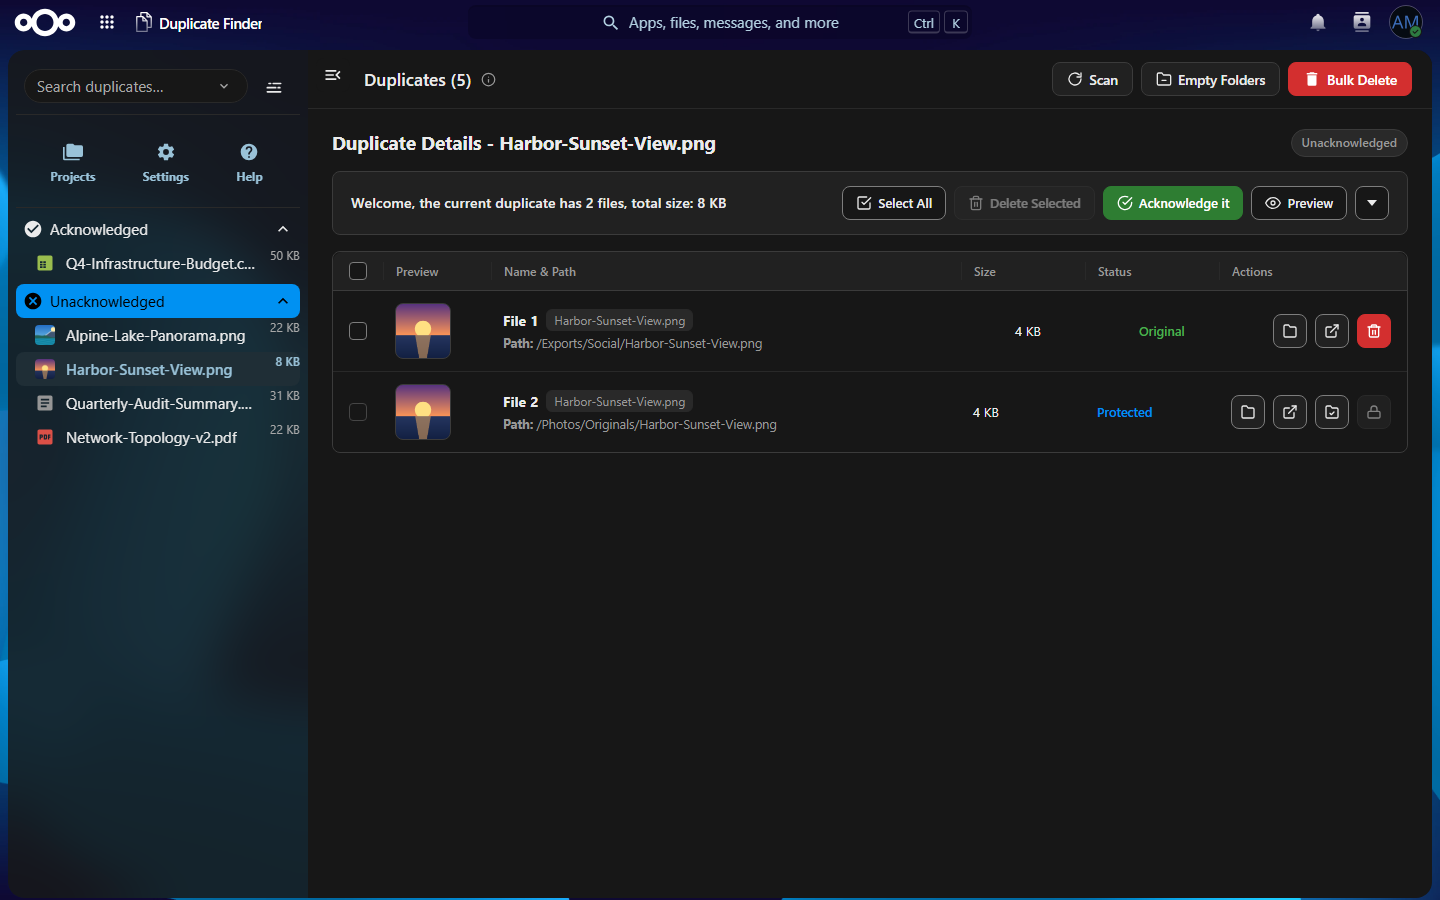 Duplicate Finder
Apps, files, messages, and more
Ctrl K
AM
Search duplicates...
Projects
Settings
Help
Acknowledged
Q4-Infrastructure-Budget.c... 50 KB
Unacknowledged
Alpine-Lake-Panorama.png 22 KB
Harbor-Sunset-View.png 8 KB
Quarterly-Audit-Summary.... 31 KB
PDF Network-Topology-v2.pdf 22 KB
Duplicates (5)
Scan
Empty Folders
Bulk Delete
Duplicate Details - Harbor-Sunset-View.png
Unacknowledged
Welcome, the current duplicate has 2 files, total size: 8 KB
Select All
Delete Selected
Acknowledge it
Preview
Preview Name & Path Size Status Actions
File 1 Harbor-Sunset-View.png
Path: /Exports/Social/Harbor-Sunset-View.png
4 KB
Original
File 2 Harbor-Sunset-View.png
Path: /Photos/Originals/Harbor-Sunset-View.png
4 KB
Protected